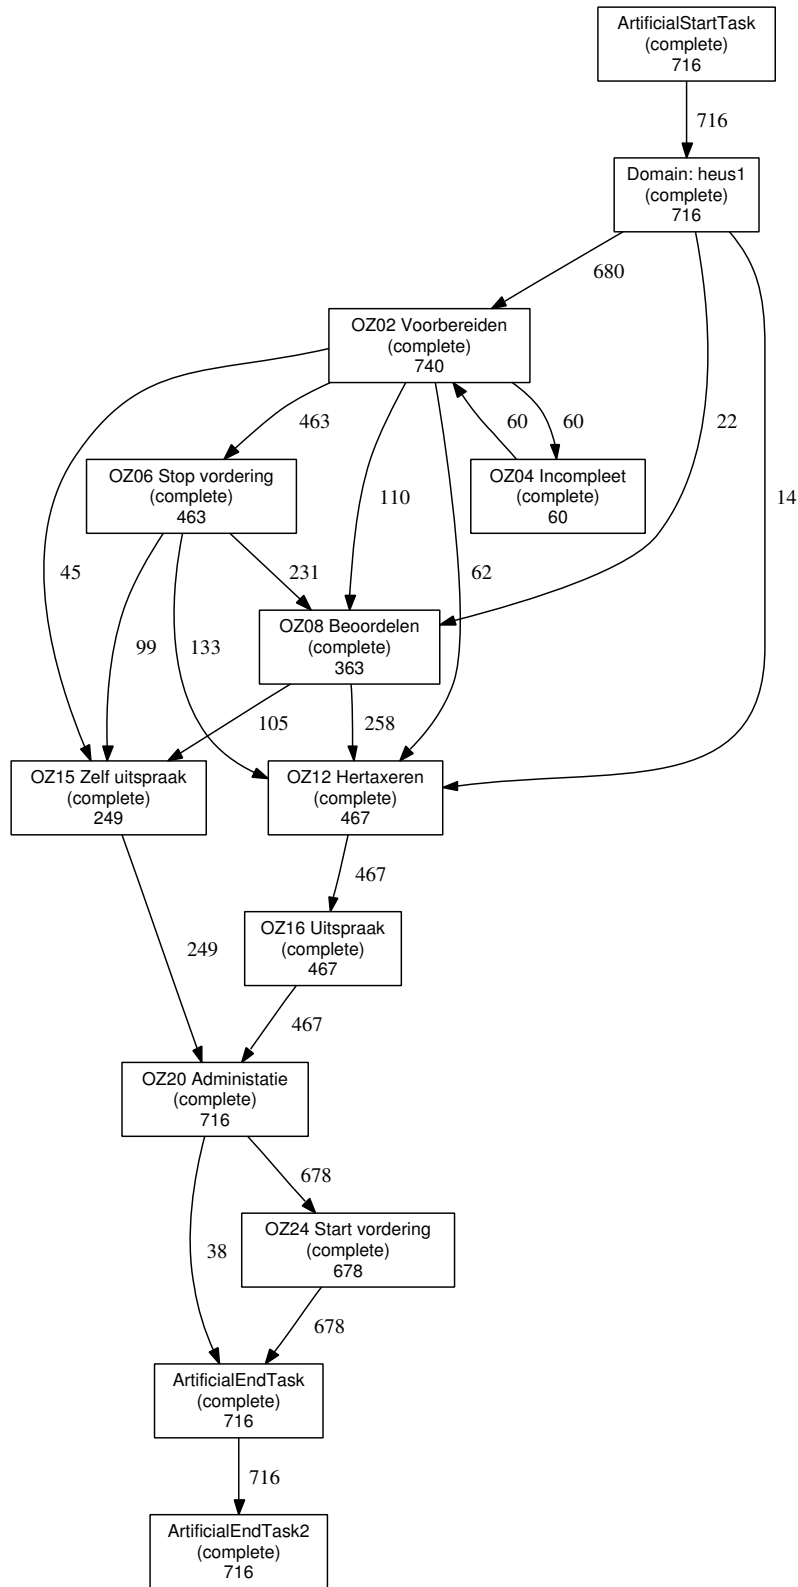 ArtificialStartTask
(complete)
716
716
Domain: heus1
(complete)
716
680
OZ02 Voorbereiden
(complete)
740
463
60
60
22
OZ06 Stop vordering
(complete)
463
OZ04 Incompleet
(complete)
60
110
14
45
231
62
OZ08 Beoordelen
(complete)
363
99
133
105
258
OZ15 Zelf uitspraak
(complete)
249
OZ12 Hertaxeren
(complete)
467
467
OZ16 Uitspraak
(complete)
467
249
467
OZ20 Administatie
(complete)
716
678
OZ24 Start vordering
(complete)
678
38
678
ArtificialEndTask
(complete)
716
716
ArtificialEndTask2
(complete)
716